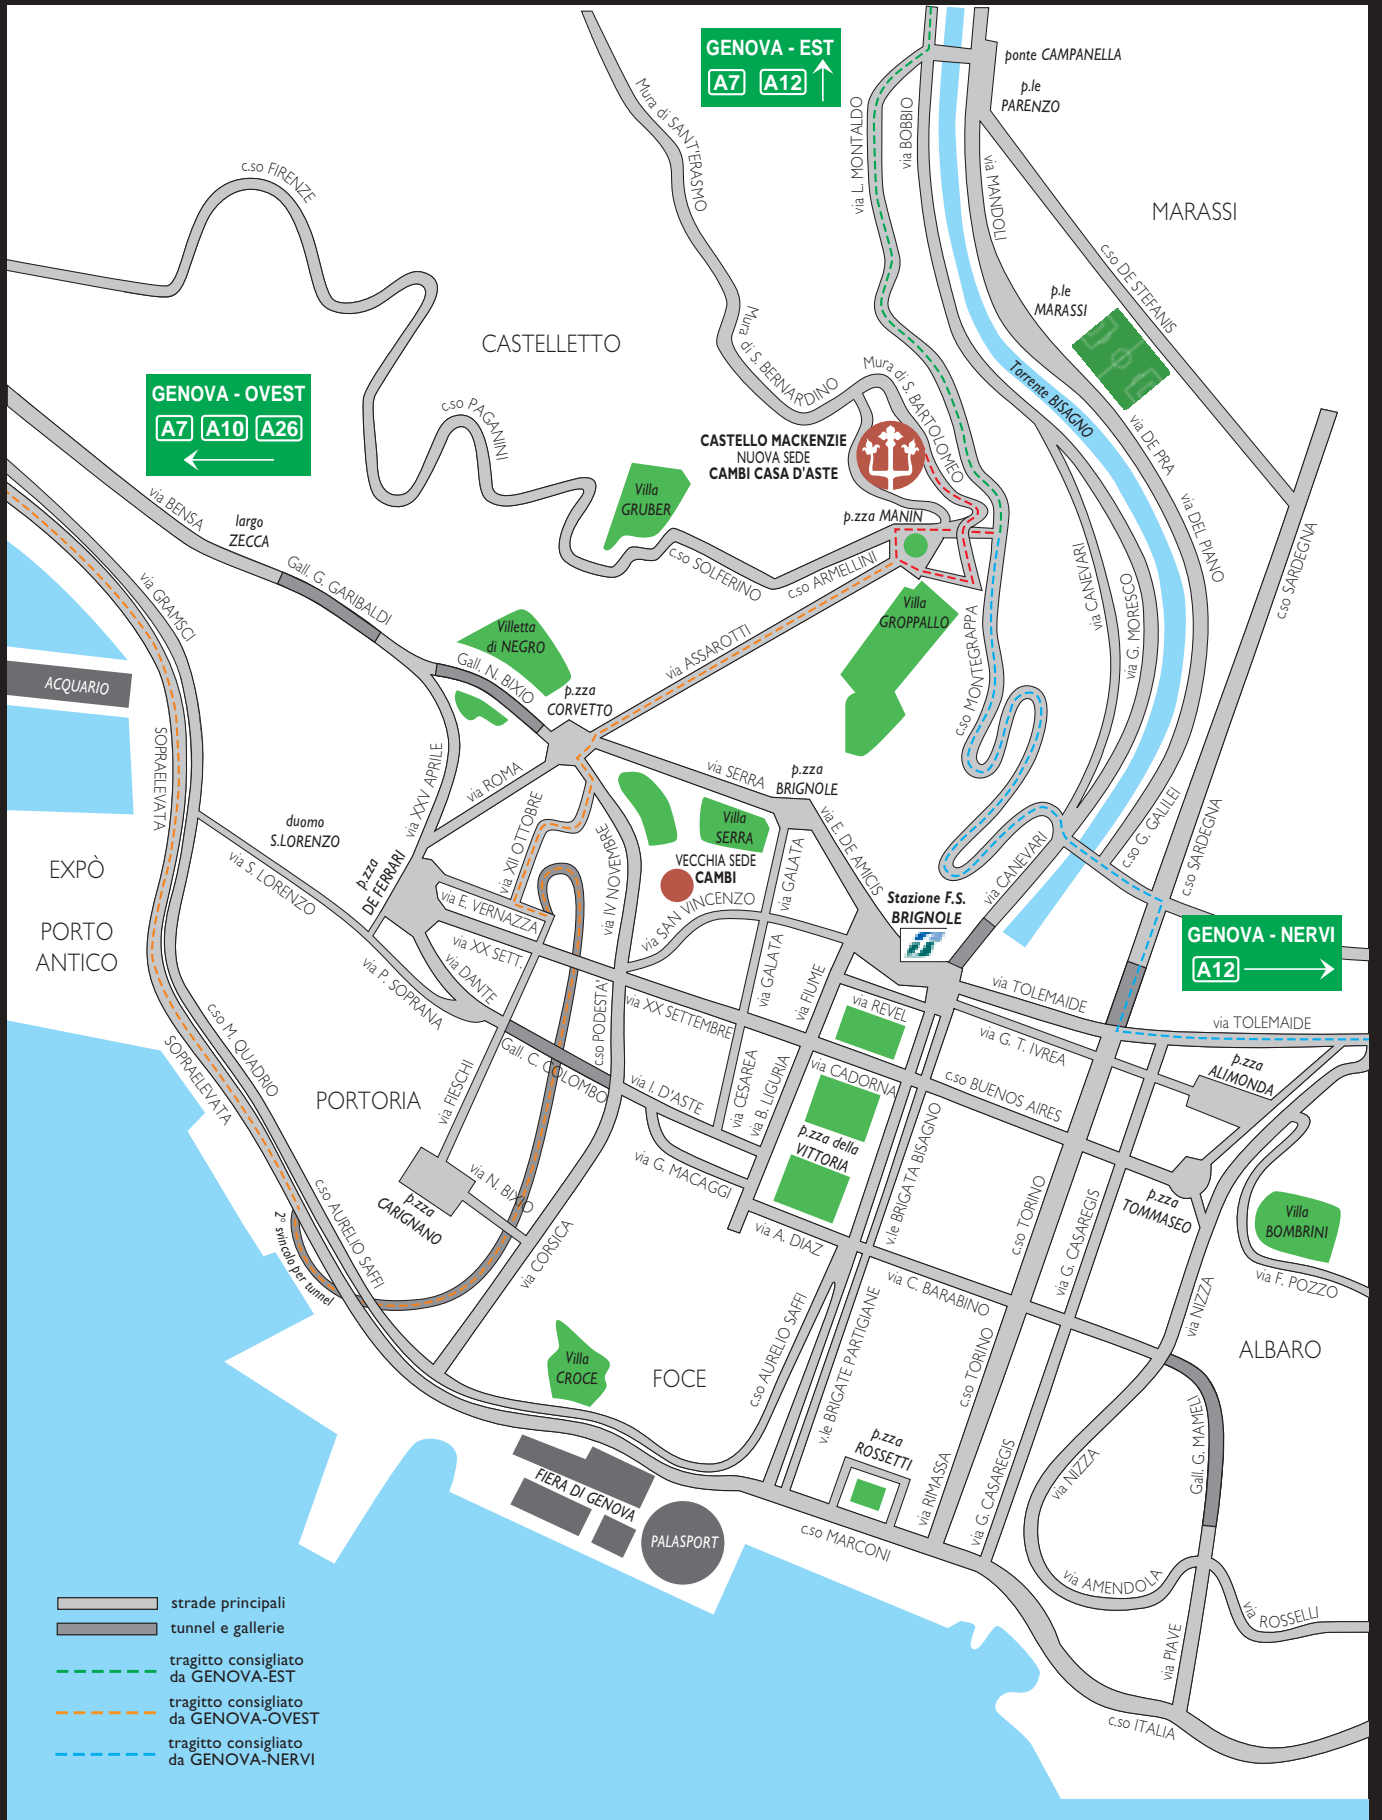 GENOVA - EST
A7 A12
ponte CAMPANELLA
p.le
PARENZO
via L. MONTALDO
via BOBBIO
via MANDOLI
MARASSI
Mura di SANT'ERASMO
c.so FIRENZE
c.so DE STEFANIS
p.le
MARASSI
CASTELLETTO
Mura
di S. BERNARDINO
Mura di S. BARTOLOMEO
Torrente BISAGNO
GENOVA - OVEST
A7 A10 A26
c.so PAGANINI
CASTELLO MACKENZIE
NUOVA SEDE
CAMBI CASA D'ASTE
via DE PRA
Villa
GRUBER
via BENSA
largo
ZECCA
p.zza MANIN
via DEL PIANO
c.so SARDEGNA
Gall. G. GARIBALDI
c.so SOLFERINO
c.so ARMELLINI
via GRAMSCI
via CANEVARI
via G. MORESCO
Villa
GROPPALLO
Villetta
di NEGRO
via ASSAROTTI
c.so MONTEGRAPPA
Gall. N. BIXIO
ACQUARIO
p.zza
CORVETTO
SOPRAELEVATA
via XXV APRILE
via ROMA
via SERRA
p.zza
BRIGNOLE
via XII OTTOBRE
via IV NOVEMBRE
Villa
SERRA
via E. DE AMICIS
c.so G. GALILEI
c.so SARDEGNA
duomo
S.LORENZO
via S. LORENZO
EXPÒ
PORTO
ANTICO
p.zza
DE FERRARI
VECCHIA SEDE
CAMBI
via GALATA
via CANEVARI
Stazione F.S.
BRIGNOLE
via E. VERNAZZA
via SAN VINCENZO
GENOVA - NERVI
A12
via XX SETT.
via DANTE
via P. SOPRANA
via GALATA
via FIUME
via REVEL
via TOLEMAIDE
via TOLEMAIDE
via XX SETTEMBRE
c.so PODESTA'
via G. T. IVREA
c.so M. QUADRIO
SOPRAELEVATA
Gall. C. COLOMBO
via CADORNA
c.so BUENOS AIRES
p.zza
ALIMONDA
PORTORIA
via FIESCHI
via I. D'ASTE
via CESAREA
via B. LIGURIA
p.zza della
VITTORIA
v.le BRIGATA BISAGNO
via G. MACAGGI
via N. BIXIO
p.zza
CARIGNANO
c.so AURELIO SAFFI
2° svincolo per tunnel
via CORSICA
via A. DIAZ
c.so TORINO
via G. CASAREGIS
p.zza
TOMMASEO
Villa
BOMBRINI
via F. POZZO
via C. BARABINO
via NIZZA
ALBARO
c.so AURELIO SAFFI
v.le BRIGATE PARTIGIANE
c.so TORINO
Villa
CROCE
FOCE
Gall. G. MAMELI
p.zza
ROSSETTI
via RIMASSA
via G. CASAREGIS
via NIZZA
FIERA DI GENOVA
PALASPORT
c.so MARCONI
via AMENDOLA
via
ROSSELLI
via PIAVE
c.so ITALIA
strade principali
tunnel e gallerie
tragitto consigliato
da GENOVA-EST
tragitto consigliato
da GENOVA-OVEST
tragitto consigliato
da GENOVA-NERVI